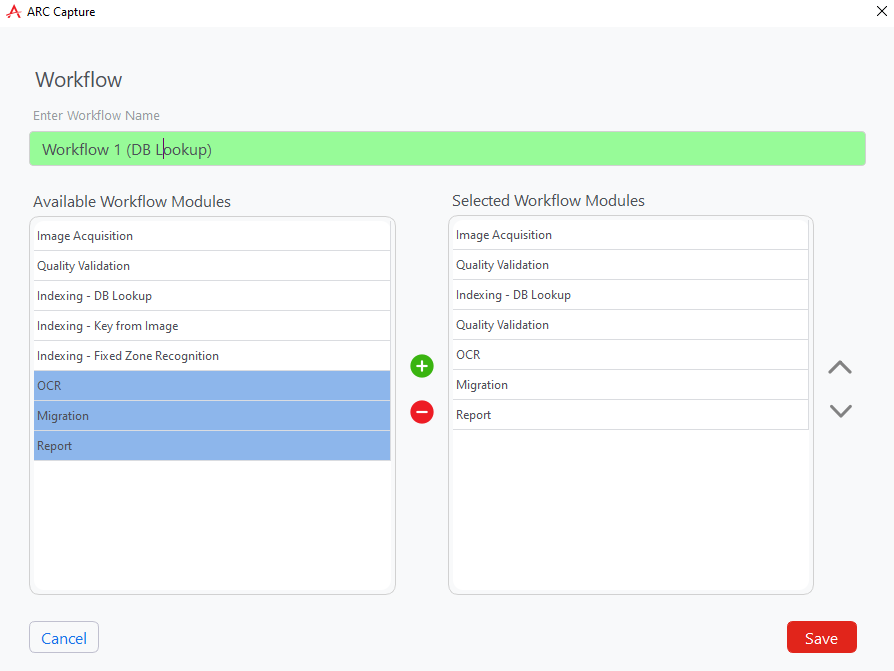 ARC Capture
Workflow
Enter Workflow Name
Workflow 1 (DB Lookup)
Available Workflow Modules
Image Acquisition
Quality Validation
Indexing - DB Lookup
Indexing - Key from Image
Indexing - Fixed Zone Recognition
OCR
Migration
Report
Selected Workflow Modules
Image Acquisition
Quality Validation
Indexing - DB Lookup
Quality Validation
OCR
Migration
Report
Cancel
Save